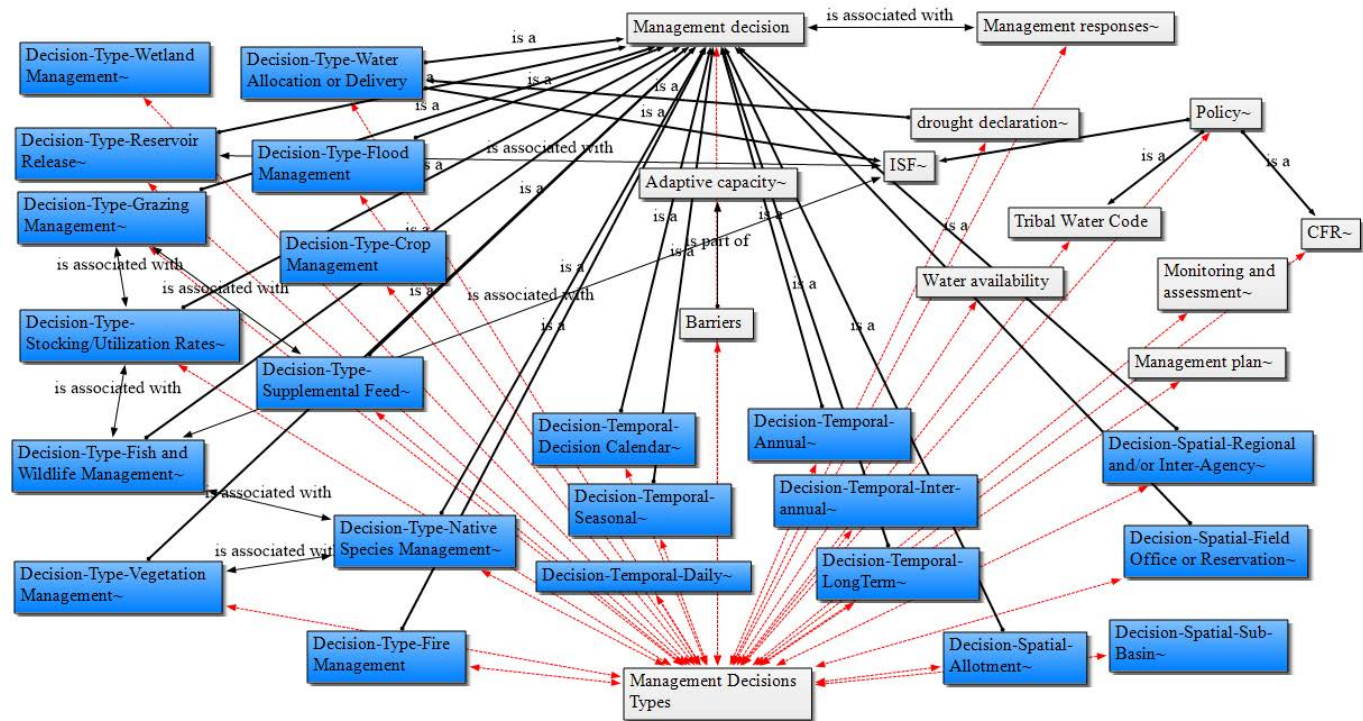 Management decision
is associated with
Management responses~
Decision-Type-Wetland
Management~
Decision-Type-Water
Allocation or Delivery
is a
is a
is a
is a
Decision-Type-Reservoir
Release~
Decision-Type-Flood
Management
is associated with
is a
is a
drought declaration~
Policy~
ISF~
is a
is a
Decision-Type-Grazing
Management~
is a
Adaptive capacity~
is a
is a
Tribal Water Code
is a
CFR~
is associated with
Decision-Type-Crop
Management
is part of
is a
is a
Water availability
Monitoring and
assessment~
is associated with
is associated with
is a
Decision-Type-
Stocking/Utilization Rates~
is a
Barriers
is a
Management plan~
is associated with
Decision-Type-
Supplemental Feed~
Decision-Type-Fish and
Wildlife Management~
Decision-Temporal-
Decision Calendar~
Decision-Temporal-
Annual~
Decision-Spatial-Regional
and/or Inter-Agency~
is associated with
Decision-Temporal-
Seasonal~
Decision-Temporal-Inter-
annual~
Decision-Type-Native
Species Management~
Decision-Spatial-Field
Office or Reservation~
is associated with
Decision-Type-Vegetation
Management~
Decision-Temporal-Daily~
Decision-Temporal-
LongTerm~
Decision-Type-Fire
Management
Decision-Spatial-
Allotment~
Decision-Spatial-Sub-
Basin~
Management Decisions
Types